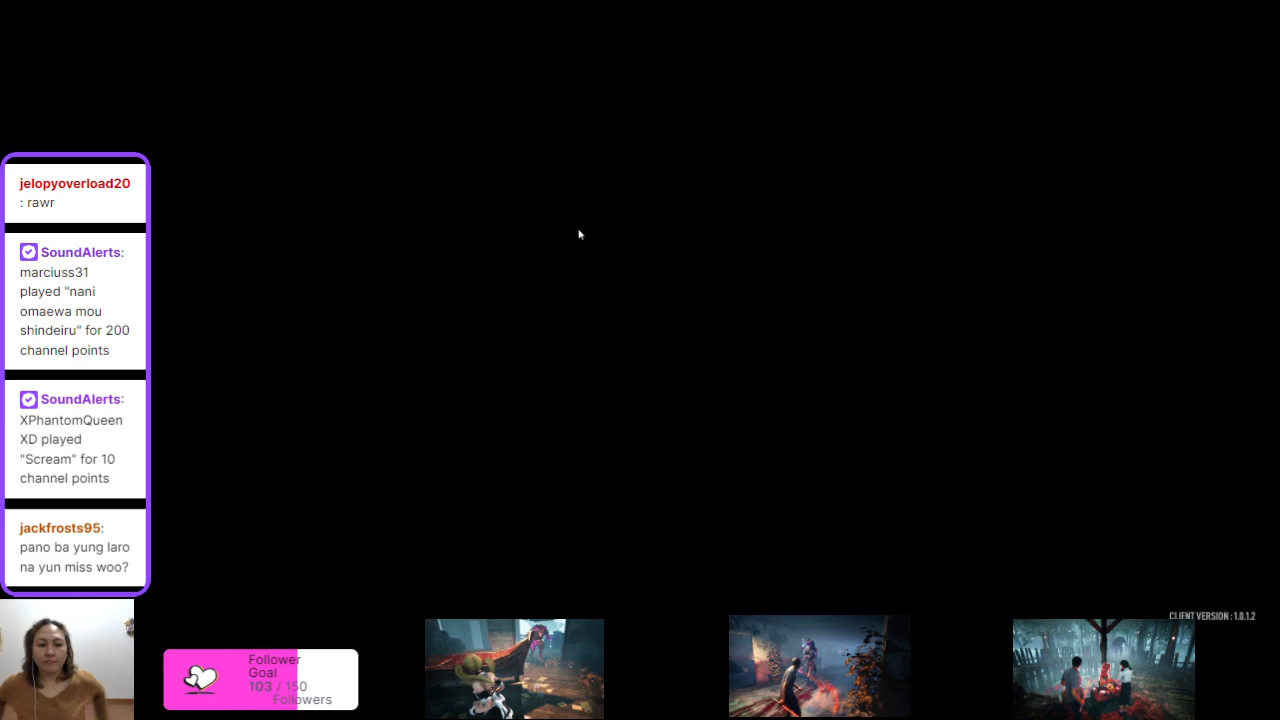 jelopyoverload20
: rawr
SoundAlerts:
marciuss31
played "nani
omaewa mou
shindeiru" for 200
channel points
SoundAlerts:
XPhantomQueen
XD played
"Scream" for 10
channel points
jackfrosts95:
pano ba yung laro
na yun miss woo?
Follower
Goal
103 / 150
Followers
CLIENT VERSION : 1.0.1.2